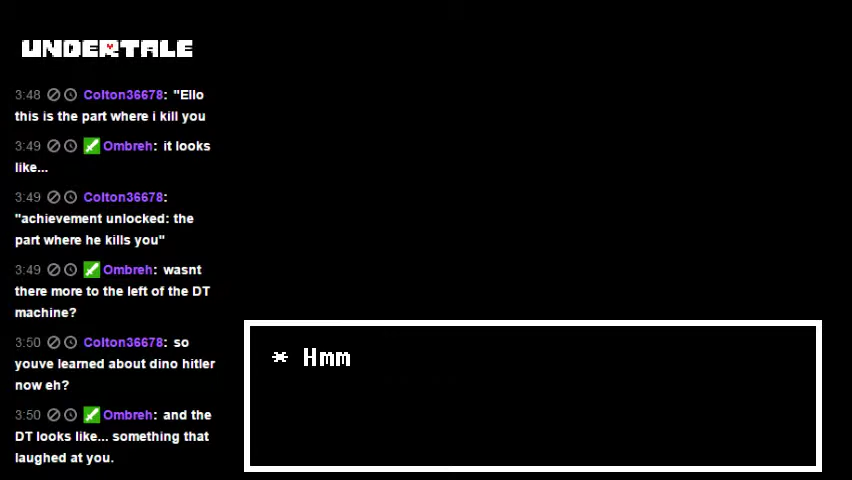 UNDERTALE
3:48 Colton36678: "Ello
this is the part where i kill you
3:49 Ombreh: it looks
like...
3:49 Colton36678:
"achievement unlocked: the
part where he kills you"
3:49 Ombreh: wasnt
there more to the left of the DT
machine?
3:50 Colton36678: so
youve learned about dino hitler
now eh?
3:50 Ombreh: and the
DT looks like... something that
laughed at you.
* Hmm